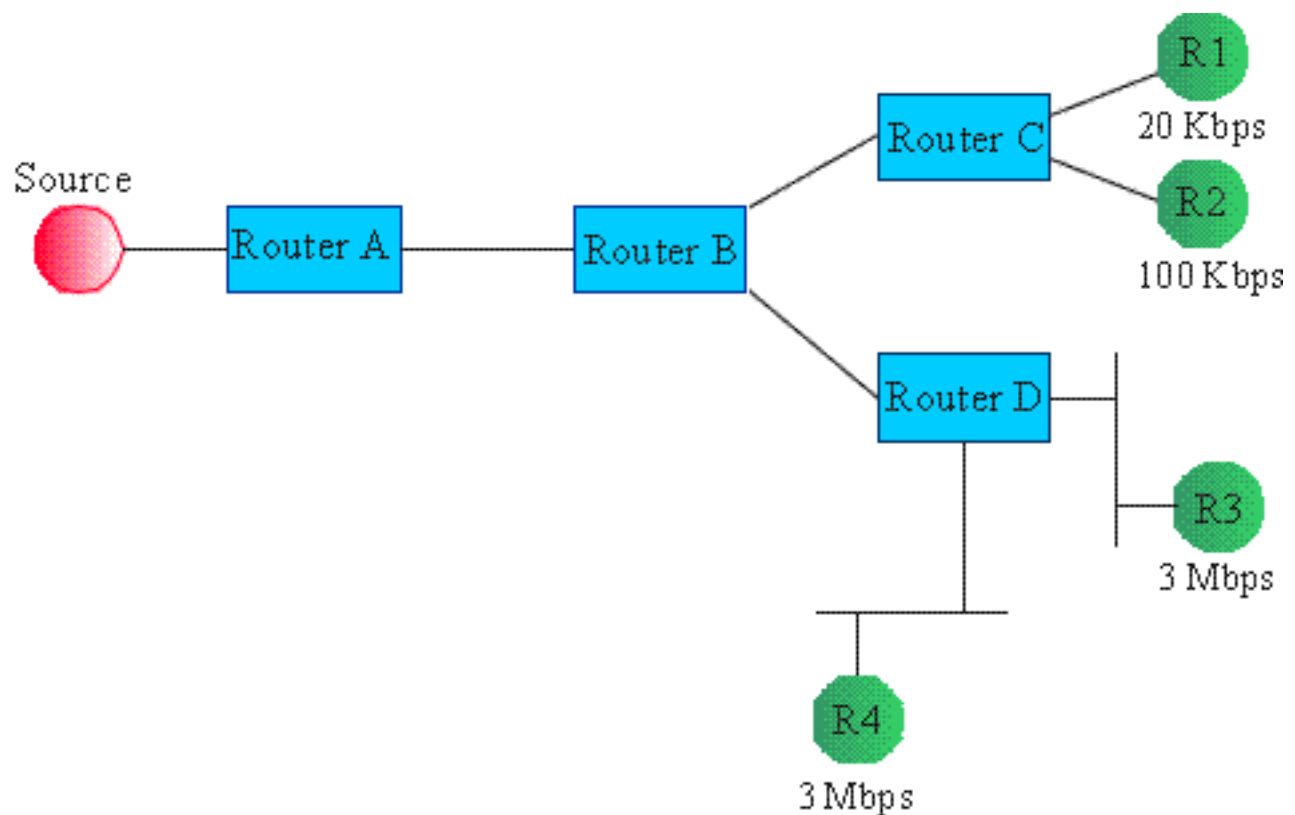 Source
Router A
Router B
Router C
R1
20 Kbps
R2
100 Kbps
Router D
R3
3 Mbps
R4
3 Mbps